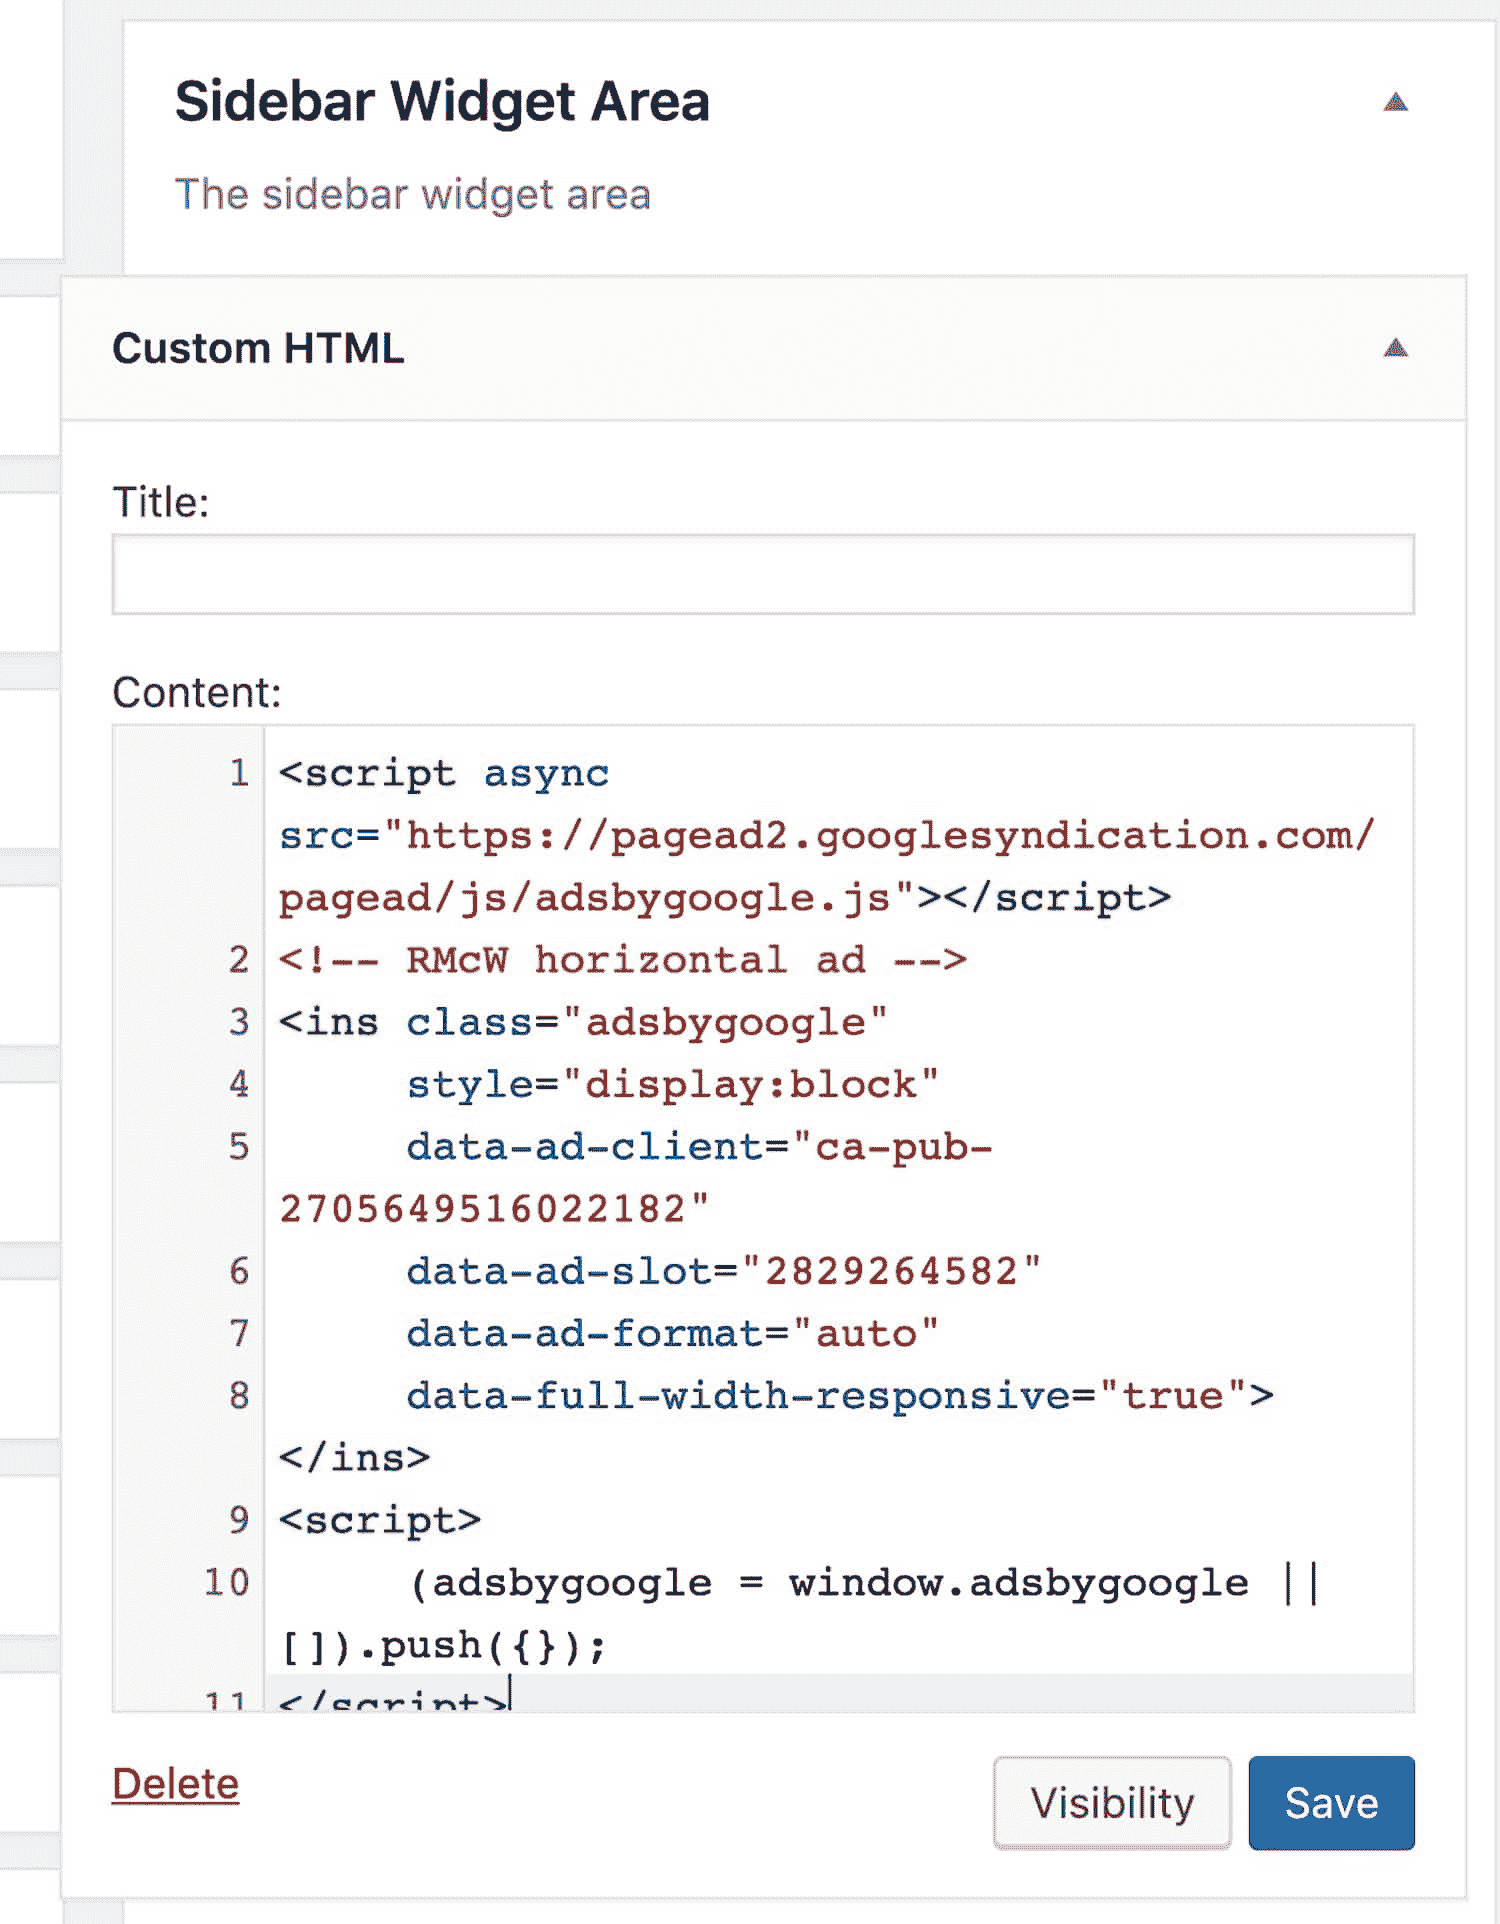 Sidebar Widget Area
The sidebar widget area
Custom HTML
Title:
Content:
1 <script async
src="https://pagead2.googlesyndication.com/
pagead/js/adsbygoogle.js"></script>
2 <!-- RMcW horizontal ad -->
3 <ins class="adsbygoogle"
4      style="display:block"
5      data-ad-client="ca-pub-
2705649516022182"
6      data-ad-slot="2829264582"
7      data-ad-format="auto"
8      data-full-width-responsive="true">
</ins>
9 <script>
10      (adsbygoogle = window.adsbygoogle ||
[]).push({});
11 </script>
Delete
Visibility
Save